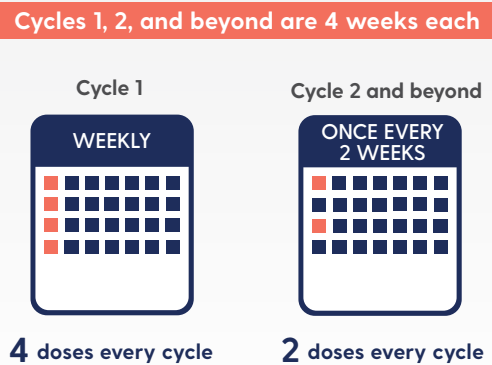 Cycles 1, 2, and beyond are 4 weeks each
Cycle 1
WEEKLY
4 doses every cycle
Cycle 2 and beyond
ONCE EVERY
2 WEEKS
2 doses every cycle